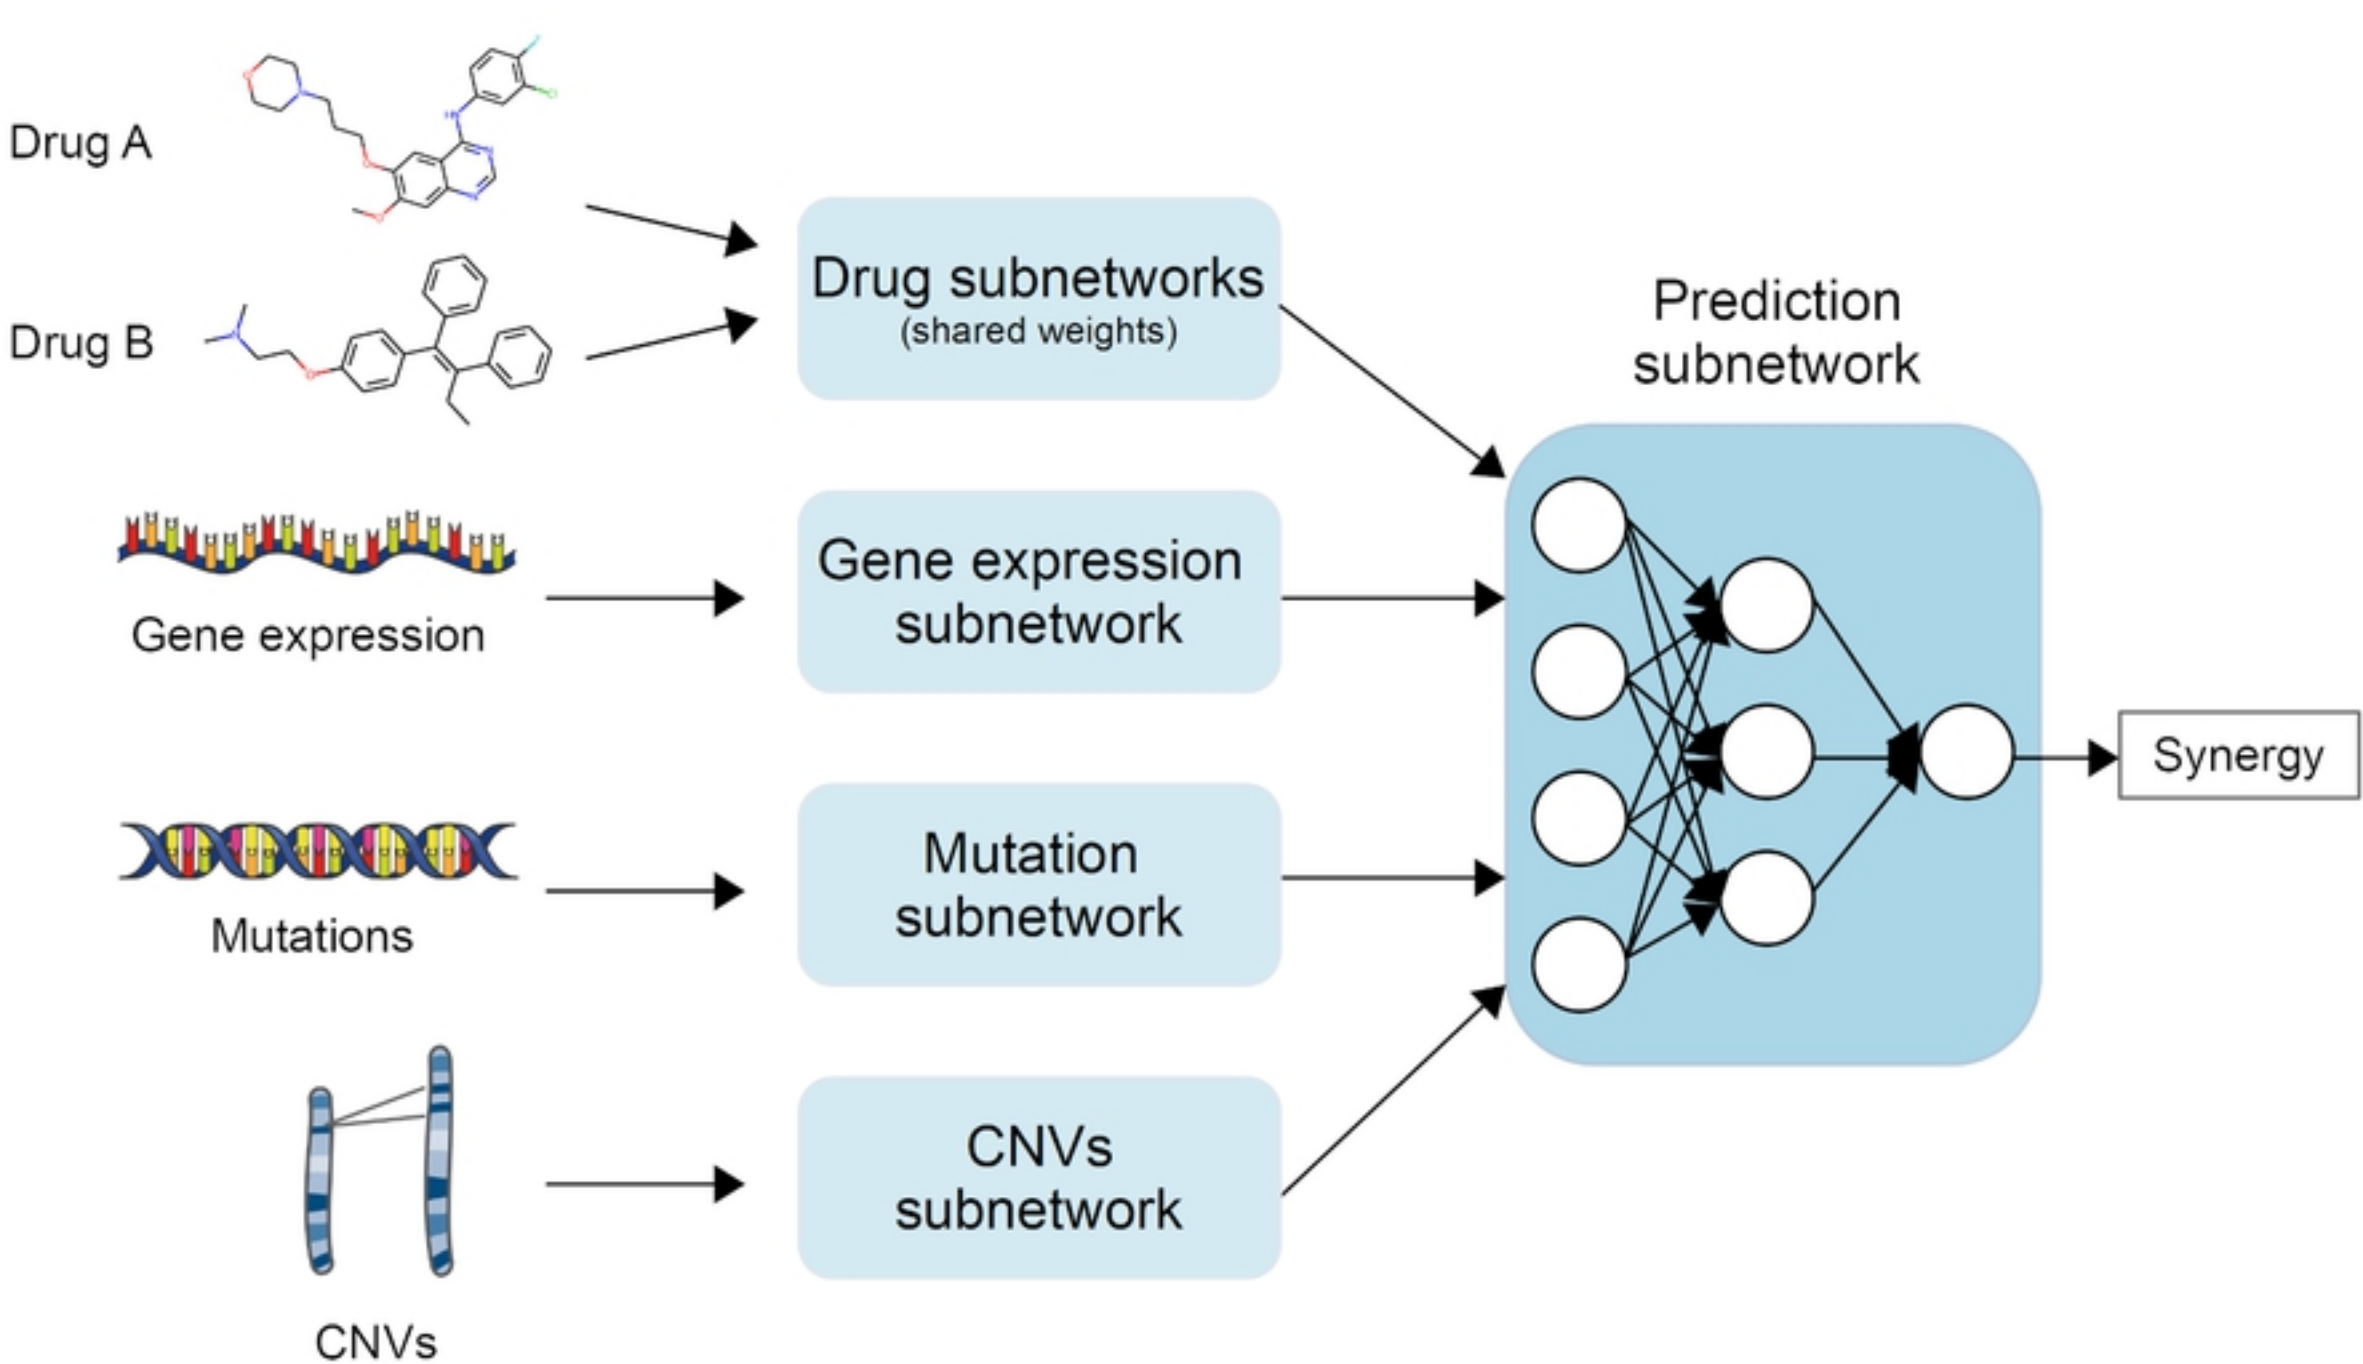 Drug A
Drug B
Drug subnetworks
(shared weights)
Gene expression
Gene expression
subnetwork
Mutations
Mutation
subnetwork
CNVs
CNVs
subnetwork
Prediction
subnetwork
Synergy